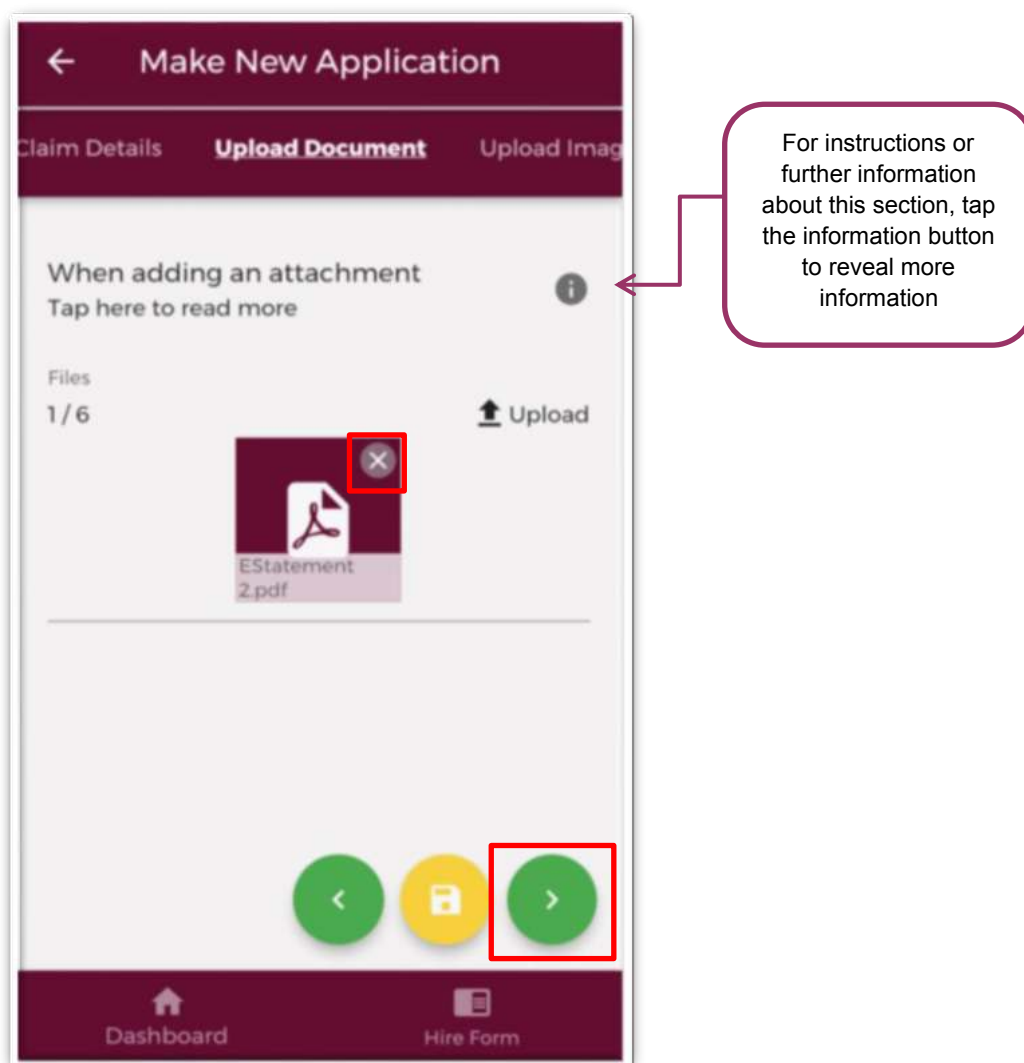 Make New Application
Claim Details Upload Document Upload Imag
When adding an attachment
Tap here to read more
Files
1 / 6
Upload
EStatement
2.pdf
Dashboard
Hire Form
For instructions or
further information
about this section, tap
the information button
to reveal more
information